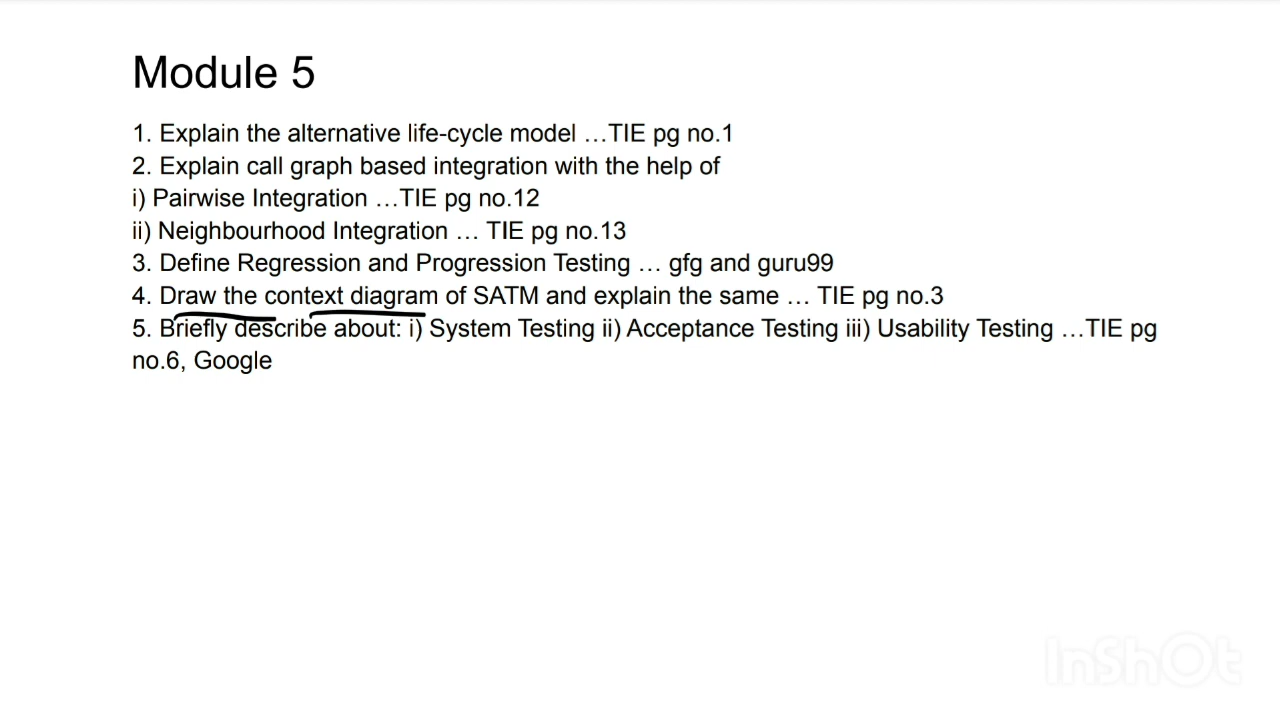 Module 5
1. Explain the alternative life-cycle model …TIE pg no.1
2. Explain call graph based integration with the help of
i) Pairwise Integration …TIE pg no.12
ii) Neighbourhood Integration … TIE pg no.13
3. Define Regression and Progression Testing … gfg and guru99
4. Draw the context diagram of SATM and explain the same … TIE pg no.3
5. Briefly describe about: i) System Testing ii) Acceptance Testing iii) Usability Testing …TIE pg
no.6, Google
InShOt